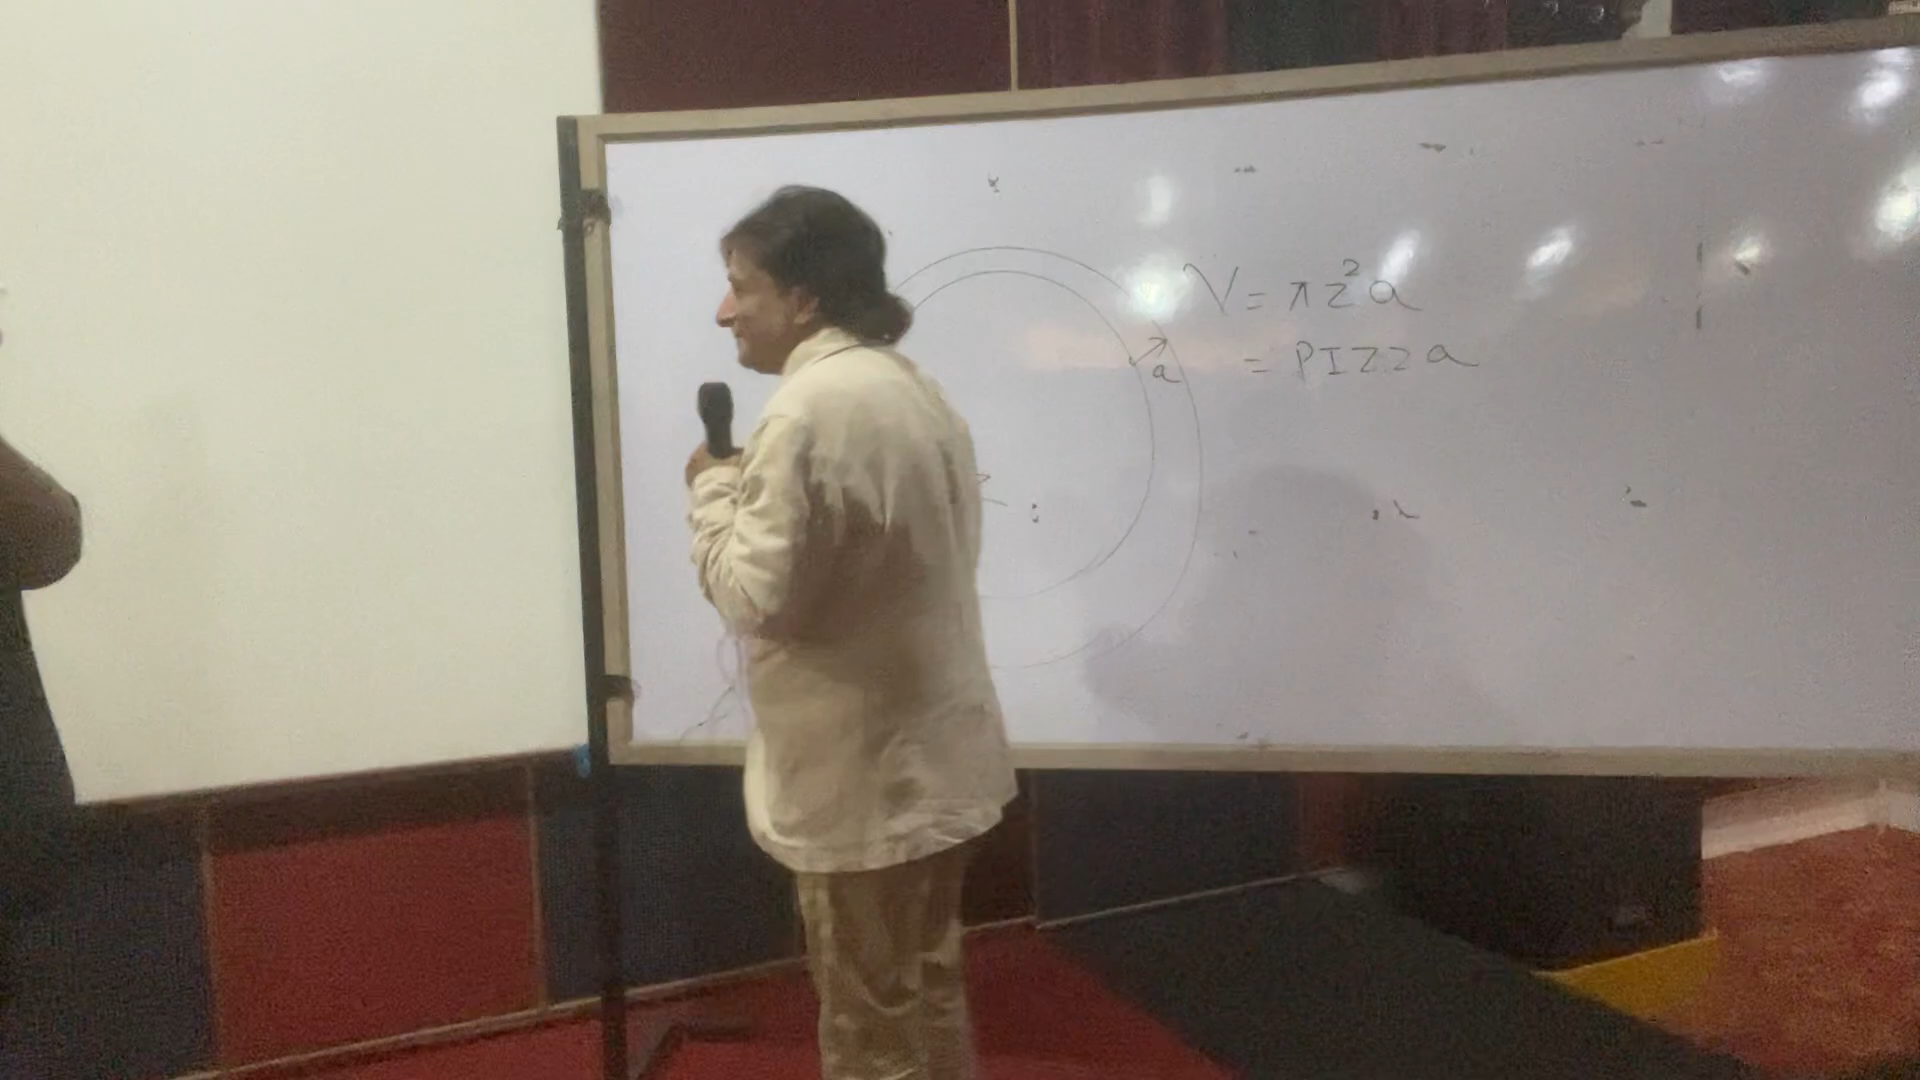 V = πz²a
= PIZZa
a
z